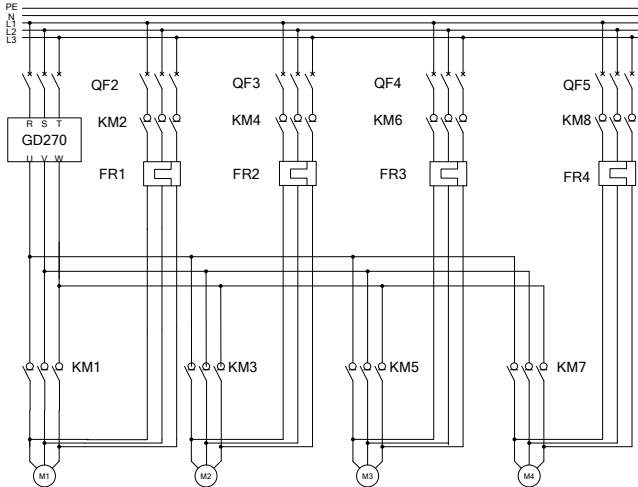 PE
N
L1
L2
L3
QF2 QF3 QF4 QF5
R S T
GD270
U V W
KM2 KM4 KM6 KM8
FR1 FR2 FR3 FR4
KM1 KM3 KM5 KM7
M1 M2 M3 M4